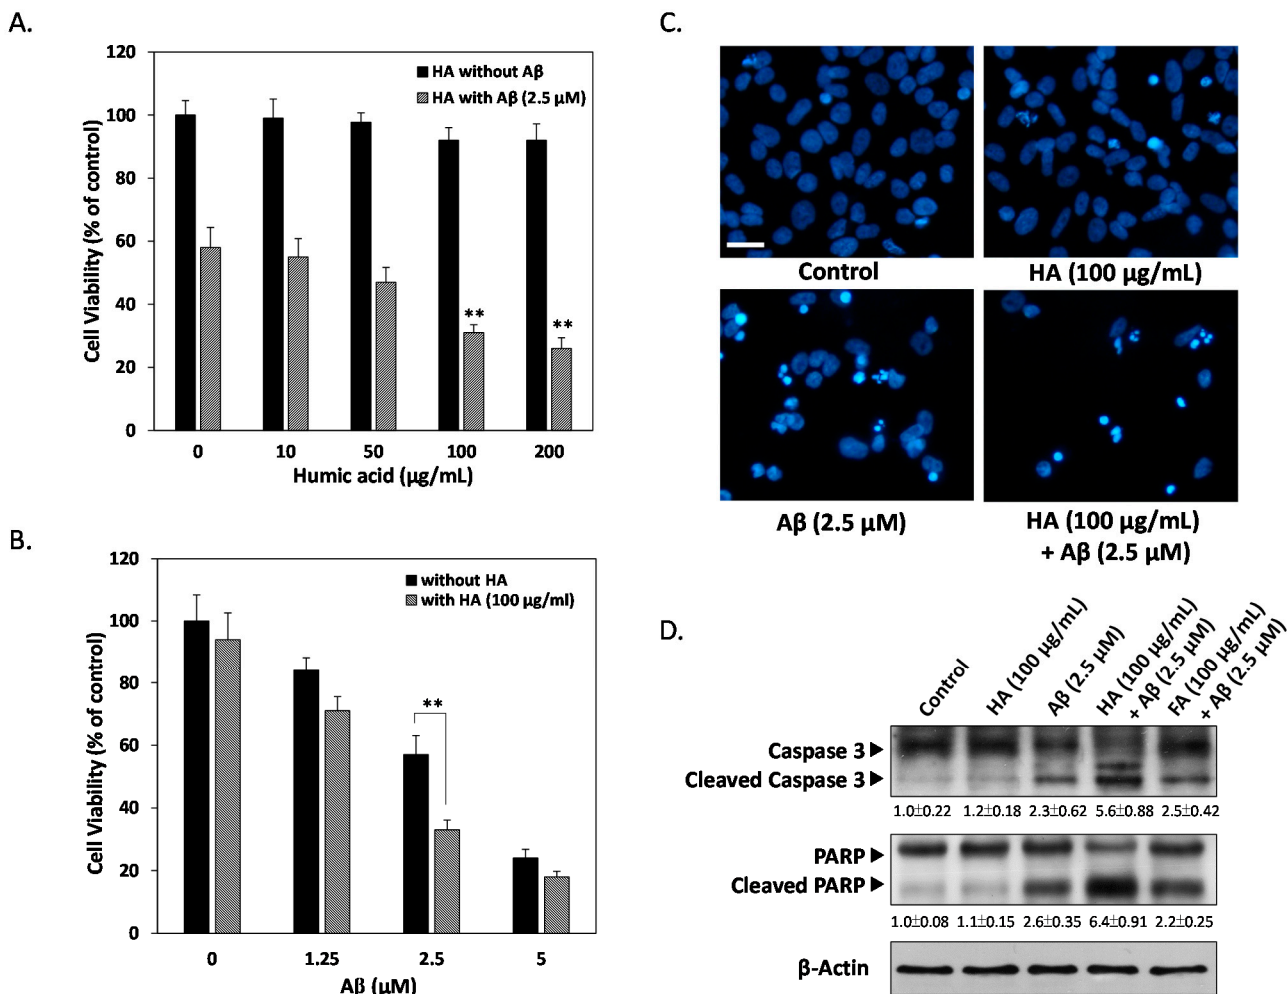 A.
120
100
80
60
40
20
0
Cell Viability (% of control)
HA without Aβ
HA with Aβ (2.5 µM)
**
**
0 10 50 100 200
Humic acid (µg/mL)
B.
120
100
80
60
40
20
0
Cell Viability (% of control)
without HA
with HA (100 µg/ml)
**
0 1.25 2.5 5
Aβ (µM)
C.
Control
HA (100 µg/mL)
Aβ (2.5 µM)
HA (100 µg/mL)
+ Aβ (2.5 µM)
D.
Control
HA (100 µg/mL)
Aβ (2.5 µM)
HA (100 µg/mL)
+ Aβ (2.5 µM)
FA (100 µg/mL)
+ Aβ (2.5 µM)
Caspase 3
Cleaved Caspase 3
1.0±0.22 1.2±0.18 2.3±0.62 5.6±0.88 2.5±0.42
PARP
Cleaved PARP
1.0±0.08 1.1±0.15 2.6±0.35 6.4±0.91 2.2±0.25
β-Actin